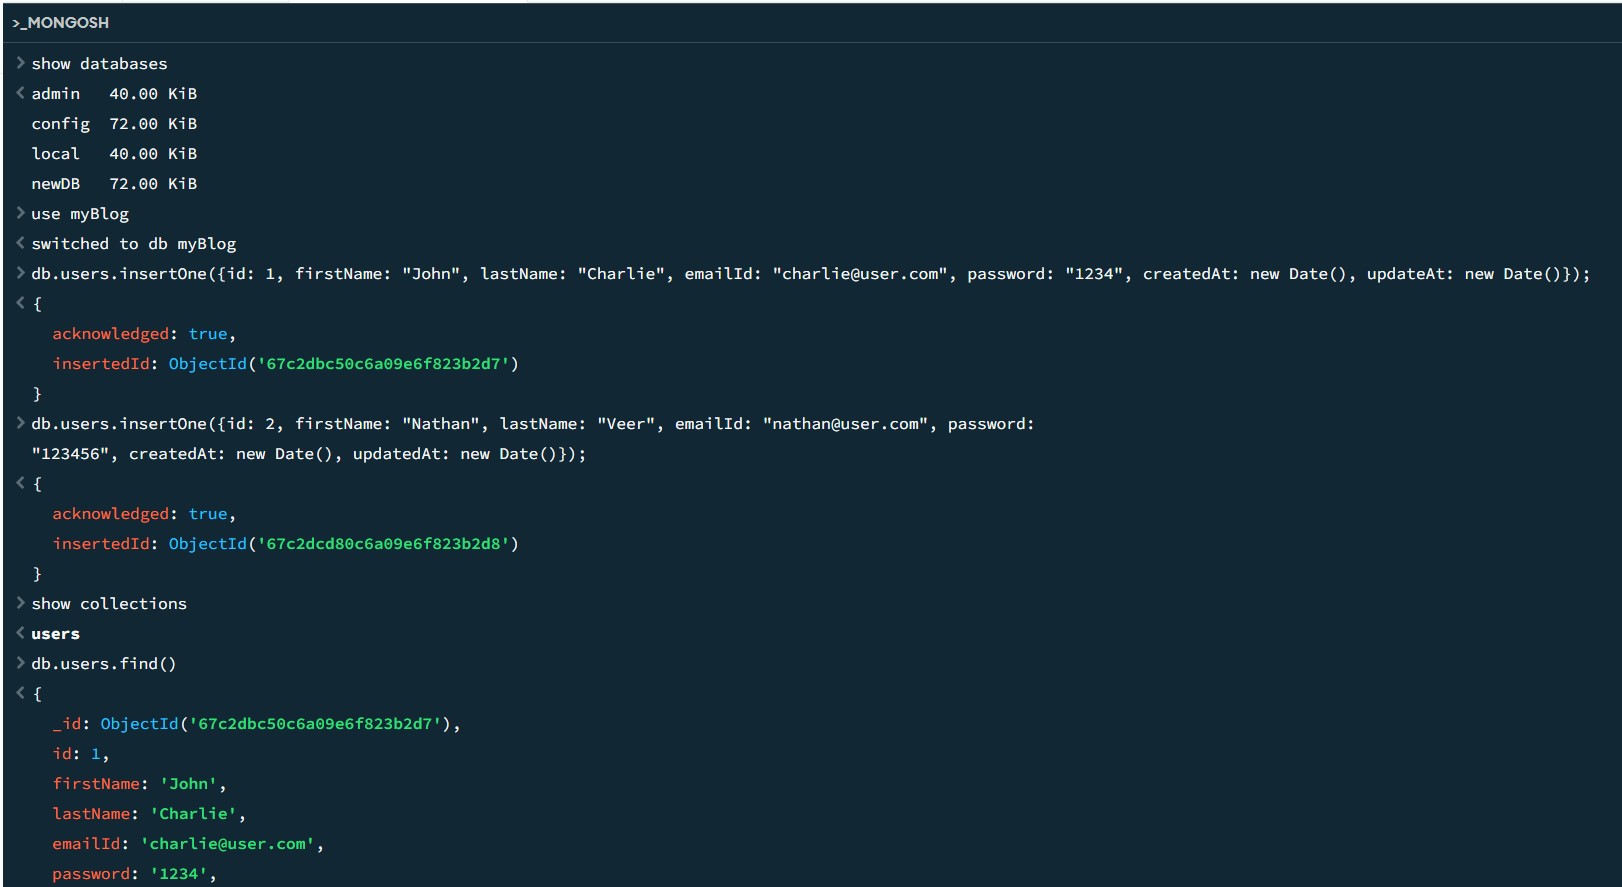 >_MONGOSH
> show databases
< admin   40.00 KiB
config  72.00 KiB
local   40.00 KiB
newDB   72.00 KiB
> use myBlog
< switched to db myBlog
> db.users.insertOne({id: 1, firstName: "John", lastName: "Charlie", emailId: "charlie@user.com", password: "1234", createdAt: new Date(), updateAt: new Date()});
< {
acknowledged: true,
insertedId: ObjectId('67c2dbc50c6a09e6f823b2d7')
}
> db.users.insertOne({id: 2, firstName: "Nathan", lastName: "Veer", emailId: "nathan@user.com", password:
"123456", createdAt: new Date(), updatedAt: new Date()});
< {
acknowledged: true,
insertedId: ObjectId('67c2dcd80c6a09e6f823b2d8')
}
> show collections
< users
> db.users.find()
< {
_id: ObjectId('67c2dbc50c6a09e6f823b2d7'),
id: 1,
firstName: 'John',
lastName: 'Charlie',
emailId: 'charlie@user.com',
password: '1234',